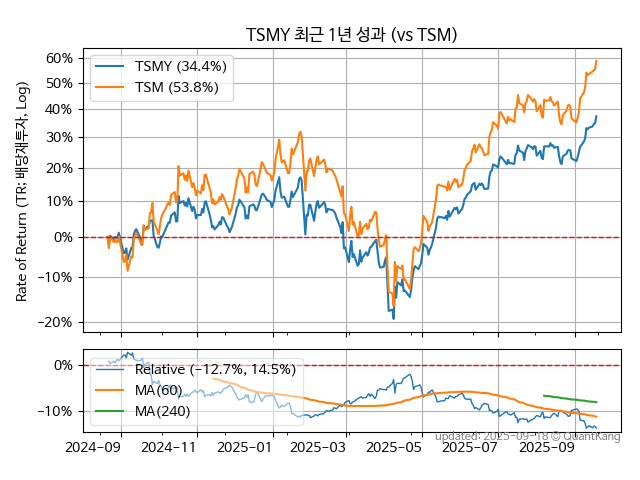 TSMY 최근 1년 성과 (vs TSM)
TSMY (34.4%)
TSM (53.8%)
60%
50%
40%
30%
20%
10%
0%
−10%
−20%
Rate of Return (TR: 배당재투자, Log)
Relative (−12.7%, 14.5%)
MA(60)
MA(240)
0%
−10%
2024-09
2024-11
2025-01
2025-03
2025-05
2025-07
2025-09
updated: 2025-09-18 © QuantKang